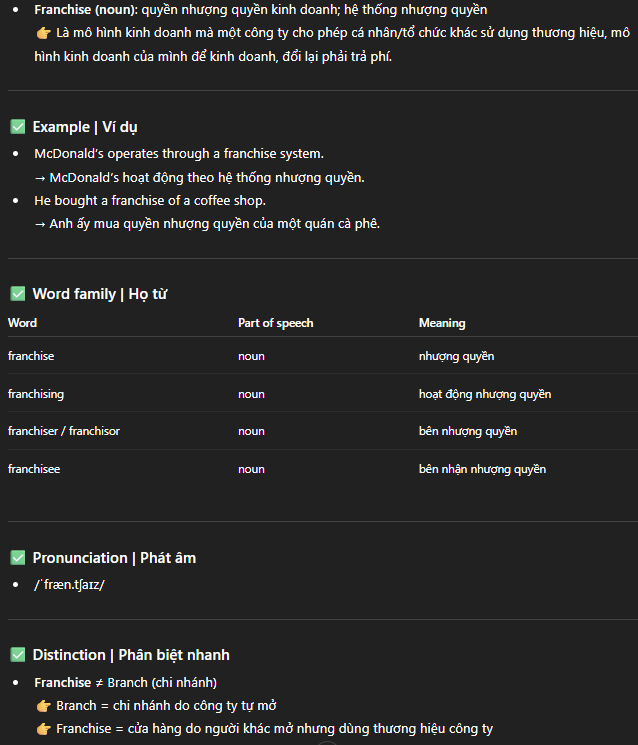 • Franchise (noun): quyền nhượng quyền kinh doanh; hệ thống nhượng quyền
👉 Là mô hình kinh doanh mà một công ty cho phép cá nhân/tổ chức khác sử dụng thương hiệu, mô
hình kinh doanh của mình để kinh doanh, đổi lại phải trả phí.
✅ Example | Ví dụ
• McDonald's operates through a franchise system.
→ McDonald's hoạt động theo hệ thống nhượng quyền.
• He bought a franchise of a coffee shop.
→ Anh ấy mua quyền nhượng quyền của một quán cà phê.
✅ Word family | Họ từ
Word Part of speech Meaning
franchise noun nhượng quyền
franchising noun hoạt động nhượng quyền
franchiser / franchisor noun bên nhượng quyền
franchisee noun bên nhận nhượng quyền
✅ Pronunciation | Phát âm
• /ˈfræn.tʃaɪz/
✅ Distinction | Phân biệt nhanh
• Franchise ≠ Branch (chi nhánh)
👉 Branch = chi nhánh do công ty tự mở
👉 Franchise = cửa hàng do người khác mở nhưng dùng thương hiệu công ty